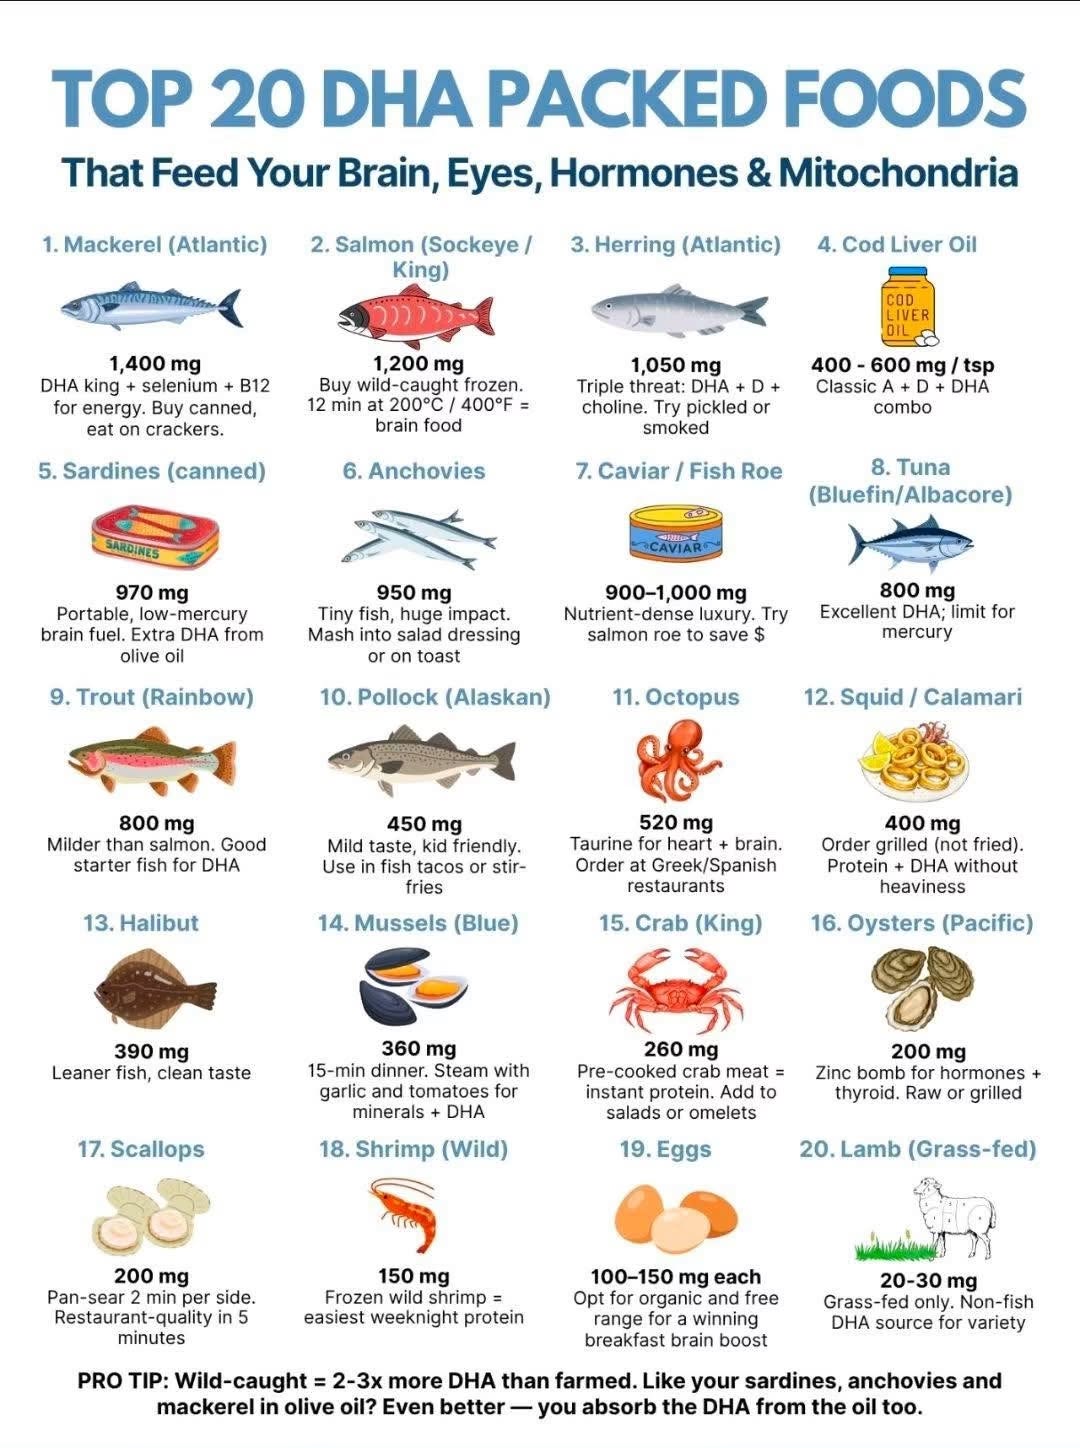 TOP 20 DHA PACKED FOODS
That Feed Your Brain, Eyes, Hormones & Mitochondria
1. Mackerel (Atlantic)
1,400 mg
DHA king + selenium + B12
for energy. Buy canned,
eat on crackers.
2. Salmon (Sockeye /
King)
1,200 mg
Buy wild-caught frozen.
12 min at 200°C / 400°F =
brain food
3. Herring (Atlantic)
1,050 mg
Triple threat: DHA + D +
choline. Try pickled or
smoked
4. Cod Liver Oil
COD
LIVER
OIL
400 - 600 mg / tsp
Classic A + D + DHA
combo
5. Sardines (canned)
SARDINES
970 mg
Portable, low-mercury
brain fuel. Extra DHA from
olive oil
6. Anchovies
950 mg
Tiny fish, huge impact.
Mash into salad dressing
or on toast
7. Caviar / Fish Roe
CAVIAR
900–1,000 mg
Nutrient-dense luxury. Try
salmon roe to save $
8. Tuna
(Bluefin/Albacore)
800 mg
Excellent DHA; limit for
mercury
9. Trout (Rainbow)
800 mg
Milder than salmon. Good
starter fish for DHA
10. Pollock (Alaskan)
450 mg
Mild taste, kid friendly.
Use in fish tacos or stir-
fries
11. Octopus
520 mg
Taurine for heart + brain.
Order at Greek/Spanish
restaurants
12. Squid / Calamari
400 mg
Order grilled (not fried).
Protein + DHA without
heaviness
13. Halibut
390 mg
Leaner fish, clean taste
14. Mussels (Blue)
360 mg
15-min dinner. Steam with
garlic and tomatoes for
minerals + DHA
15. Crab (King)
260 mg
Pre-cooked crab meat =
instant protein. Add to
salads or omelets
16. Oysters (Pacific)
200 mg
Zinc bomb for hormones +
thyroid. Raw or grilled
17. Scallops
200 mg
Pan-sear 2 min per side.
Restaurant-quality in 5
minutes
18. Shrimp (Wild)
150 mg
Frozen wild shrimp =
easiest weeknight protein
19. Eggs
100–150 mg each
Opt for organic and free
range for a winning
breakfast brain boost
20. Lamb (Grass-fed)
20-30 mg
Grass-fed only. Non-fish
DHA source for variety
PRO TIP: Wild-caught = 2-3x more DHA than farmed. Like your sardines, anchovies and
mackerel in olive oil? Even better — you absorb the DHA from the oil too.